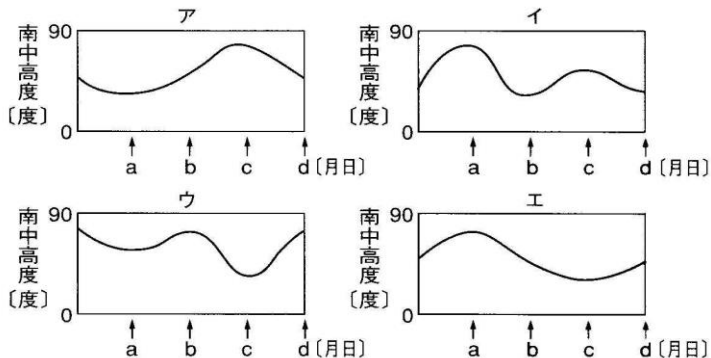 ア
90
南中高度
〔度〕
0
a b c d〔月日〕
イ
90
南中高度
〔度〕
0
a b c d〔月日〕
ウ
90
南中高度
〔度〕
0
a b c d〔月日〕
エ
90
南中高度
〔度〕
0
a b c d〔月日〕